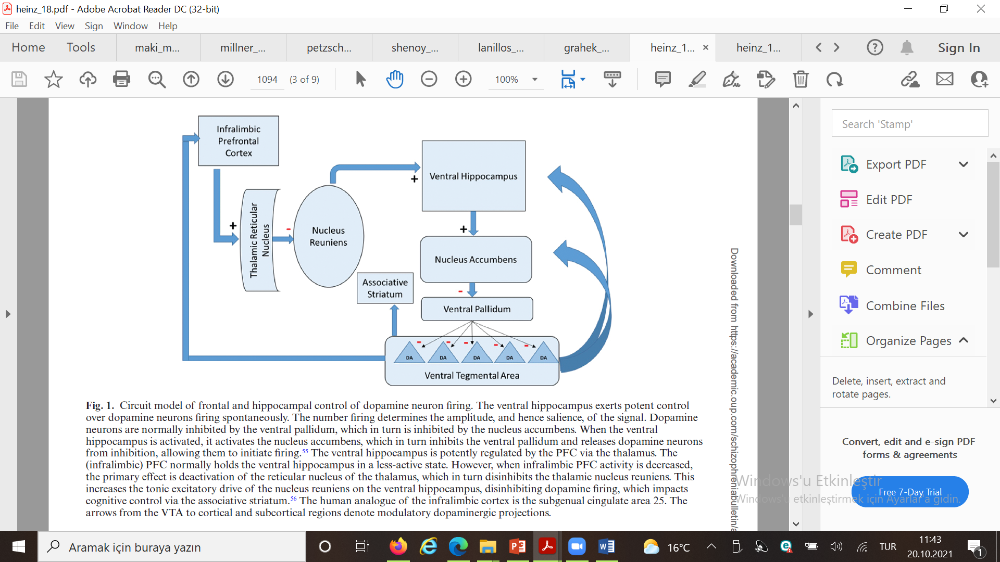 heinz_18.pdf - Adobe Acrobat Reader DC (32-bit)
File Edit View Sign Window Help
Home Tools maki_m... millner_... petzsch... shenoy_... lanillos_... grahek_... heinz_1... × heinz_1... Sign In
1094 (3 of 9) 100%
Infralimbic
Prefrontal
Cortex
Ventral Hippocampus
+
+
Thalamic Reticular
Nucleus
-
Nucleus
Reuniens
+
Nucleus Accumbens
Associative
Striatum
-
Ventral Pallidum
- - - - -
DA DA DA DA DA
Ventral Tegmental Area
Fig. 1. Circuit model of frontal and hippocampal control of dopamine neuron firing. The ventral hippocampus exerts potent control
over dopamine neurons firing spontaneously. The number firing determines the amplitude, and hence salience, of the signal. Dopamine
neurons are normally inhibited by the ventral pallidum, which in turn is inhibited by the nucleus accumbens. When the ventral
hippocampus is activated, it activates the nucleus accumbens, which in turn inhibits the ventral pallidum and releases dopamine neurons
from inhibition, allowing them to initiate firing.55 The ventral hippocampus is potently regulated by the PFC via the thalamus. The
(infralimbic) PFC normally holds the ventral hippocampus in a less-active state. However, when infralimbic PFC activity is decreased,
the primary effect is deactivation of the reticular nucleus of the thalamus, which in turn disinhibits the thalamic nucleus reuniens. This
increases the tonic excitatory drive of the nucleus reuniens on the ventral hippocampus, disinhibiting dopamine firing, which impacts
cognitive control via the associative striatum.56 The human analogue of the infralimbic cortex is the subgenual cingulate area 25. The
arrows from the VTA to cortical and subcortical regions denote modulatory dopaminergic projections.
Downloaded from https://academic.oup.com/schizophreniabulletin/a
Search 'Stamp'
Export PDF
Edit PDF
Create PDF
Comment
Combine Files
Organize Pages
Delete, insert, extract and
rotate pages.
Convert, edit and e-sign PDF
forms & agreements
Free 7-Day Trial
Windows'u Etkinleştir
Windows'u etkinleştirmek için Ayarlar'a gidin.
Aramak için buraya yazın
16°C
TUR
11:43
20.10.2021
1